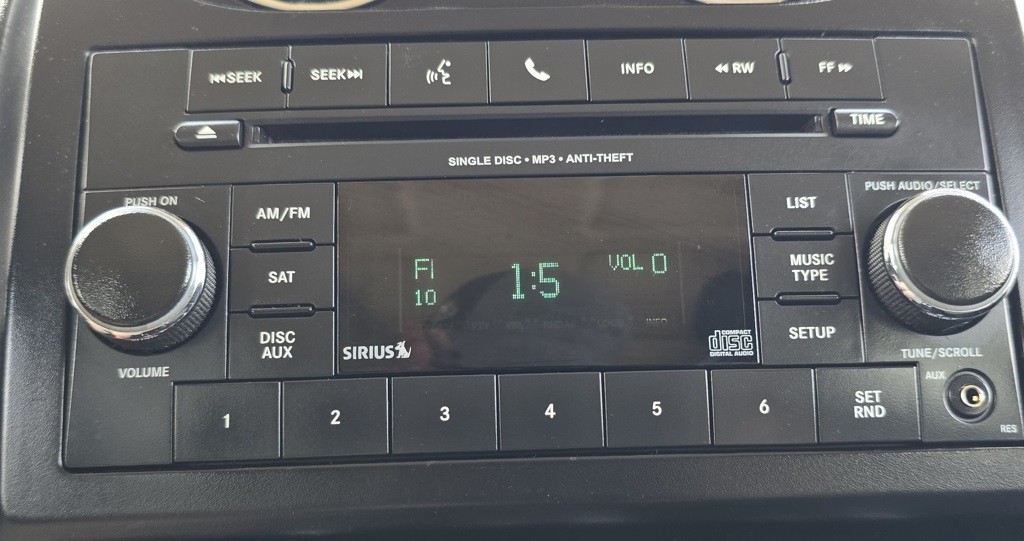 SEEK
SEEK
INFO
RW
FF
TIME
SINGLE DISC • MP3 • ANTI-THEFT
PUSH ON
VOLUME
AM/FM
SAT
DISC
AUX
10
1:5
VOL 0
INFO
SIRIUS
COMPACT
disc
DIGITAL AUDIO
LIST
MUSIC
TYPE
SETUP
PUSH AUDIO/SELECT
TUNE/SCROLL
AUX
RES
1
2
3
4
5
6
SET
RND